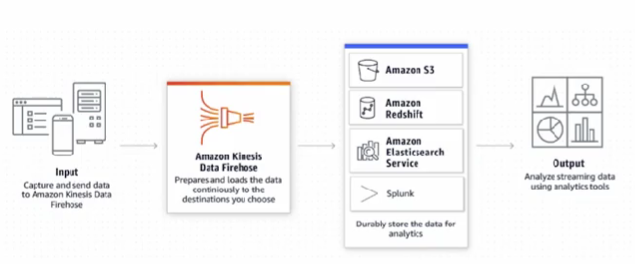 Input
Capture and send data
to Amazon Kinesis Data
Firehose
Amazon Kinesis
Data Firehose
Prepares and loads the data
continuously to the
destinations you choose
Amazon S3
Amazon
Redshift
Amazon
Elasticsearch
Service
Splunk
Durably store the data for
analytics
Output
Analyze streaming data
using analytics tools